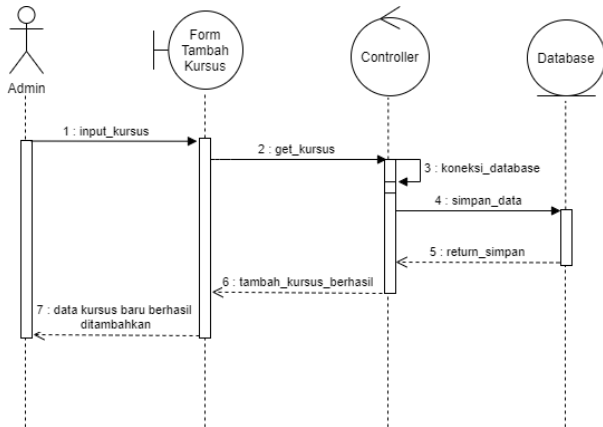 Form
Tambah
Kursus
Controller
Database
Admin
1 : input_kursus
2 : get_kursus
3 : koneksi_database
4 : simpan_data
5 : return_simpan
6 : tambah_kursus_berhasil
7 : data kursus baru berhasil
ditambahkan